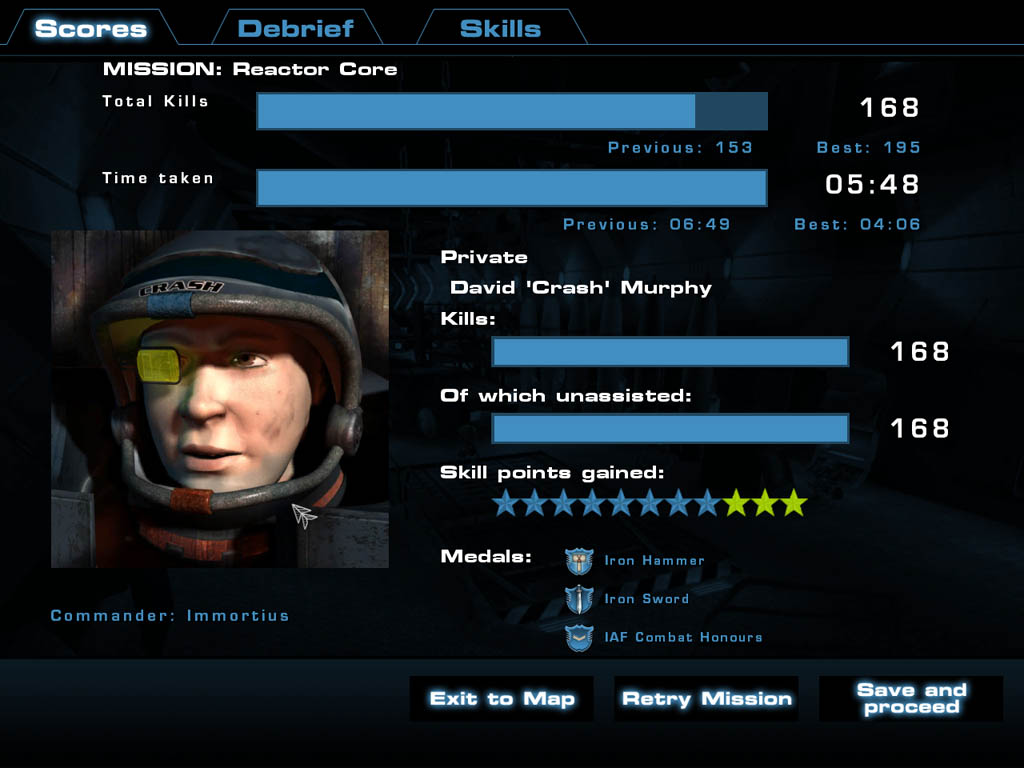 Scores Debrief Skills
MISSION: Reactor Core
Total Kills 168
Previous: 153 Best: 195
Time taken 05:48
Previous: 06:49 Best: 04:06
CRASH
Private
David 'Crash' Murphy
Kills:
168
Of which unassisted:
168
Skill points gained:
Medals: Iron Hammer
Iron Sword
IAF Combat Honours
Commander: Immortius
Exit to Map Retry Mission Save and
proceed